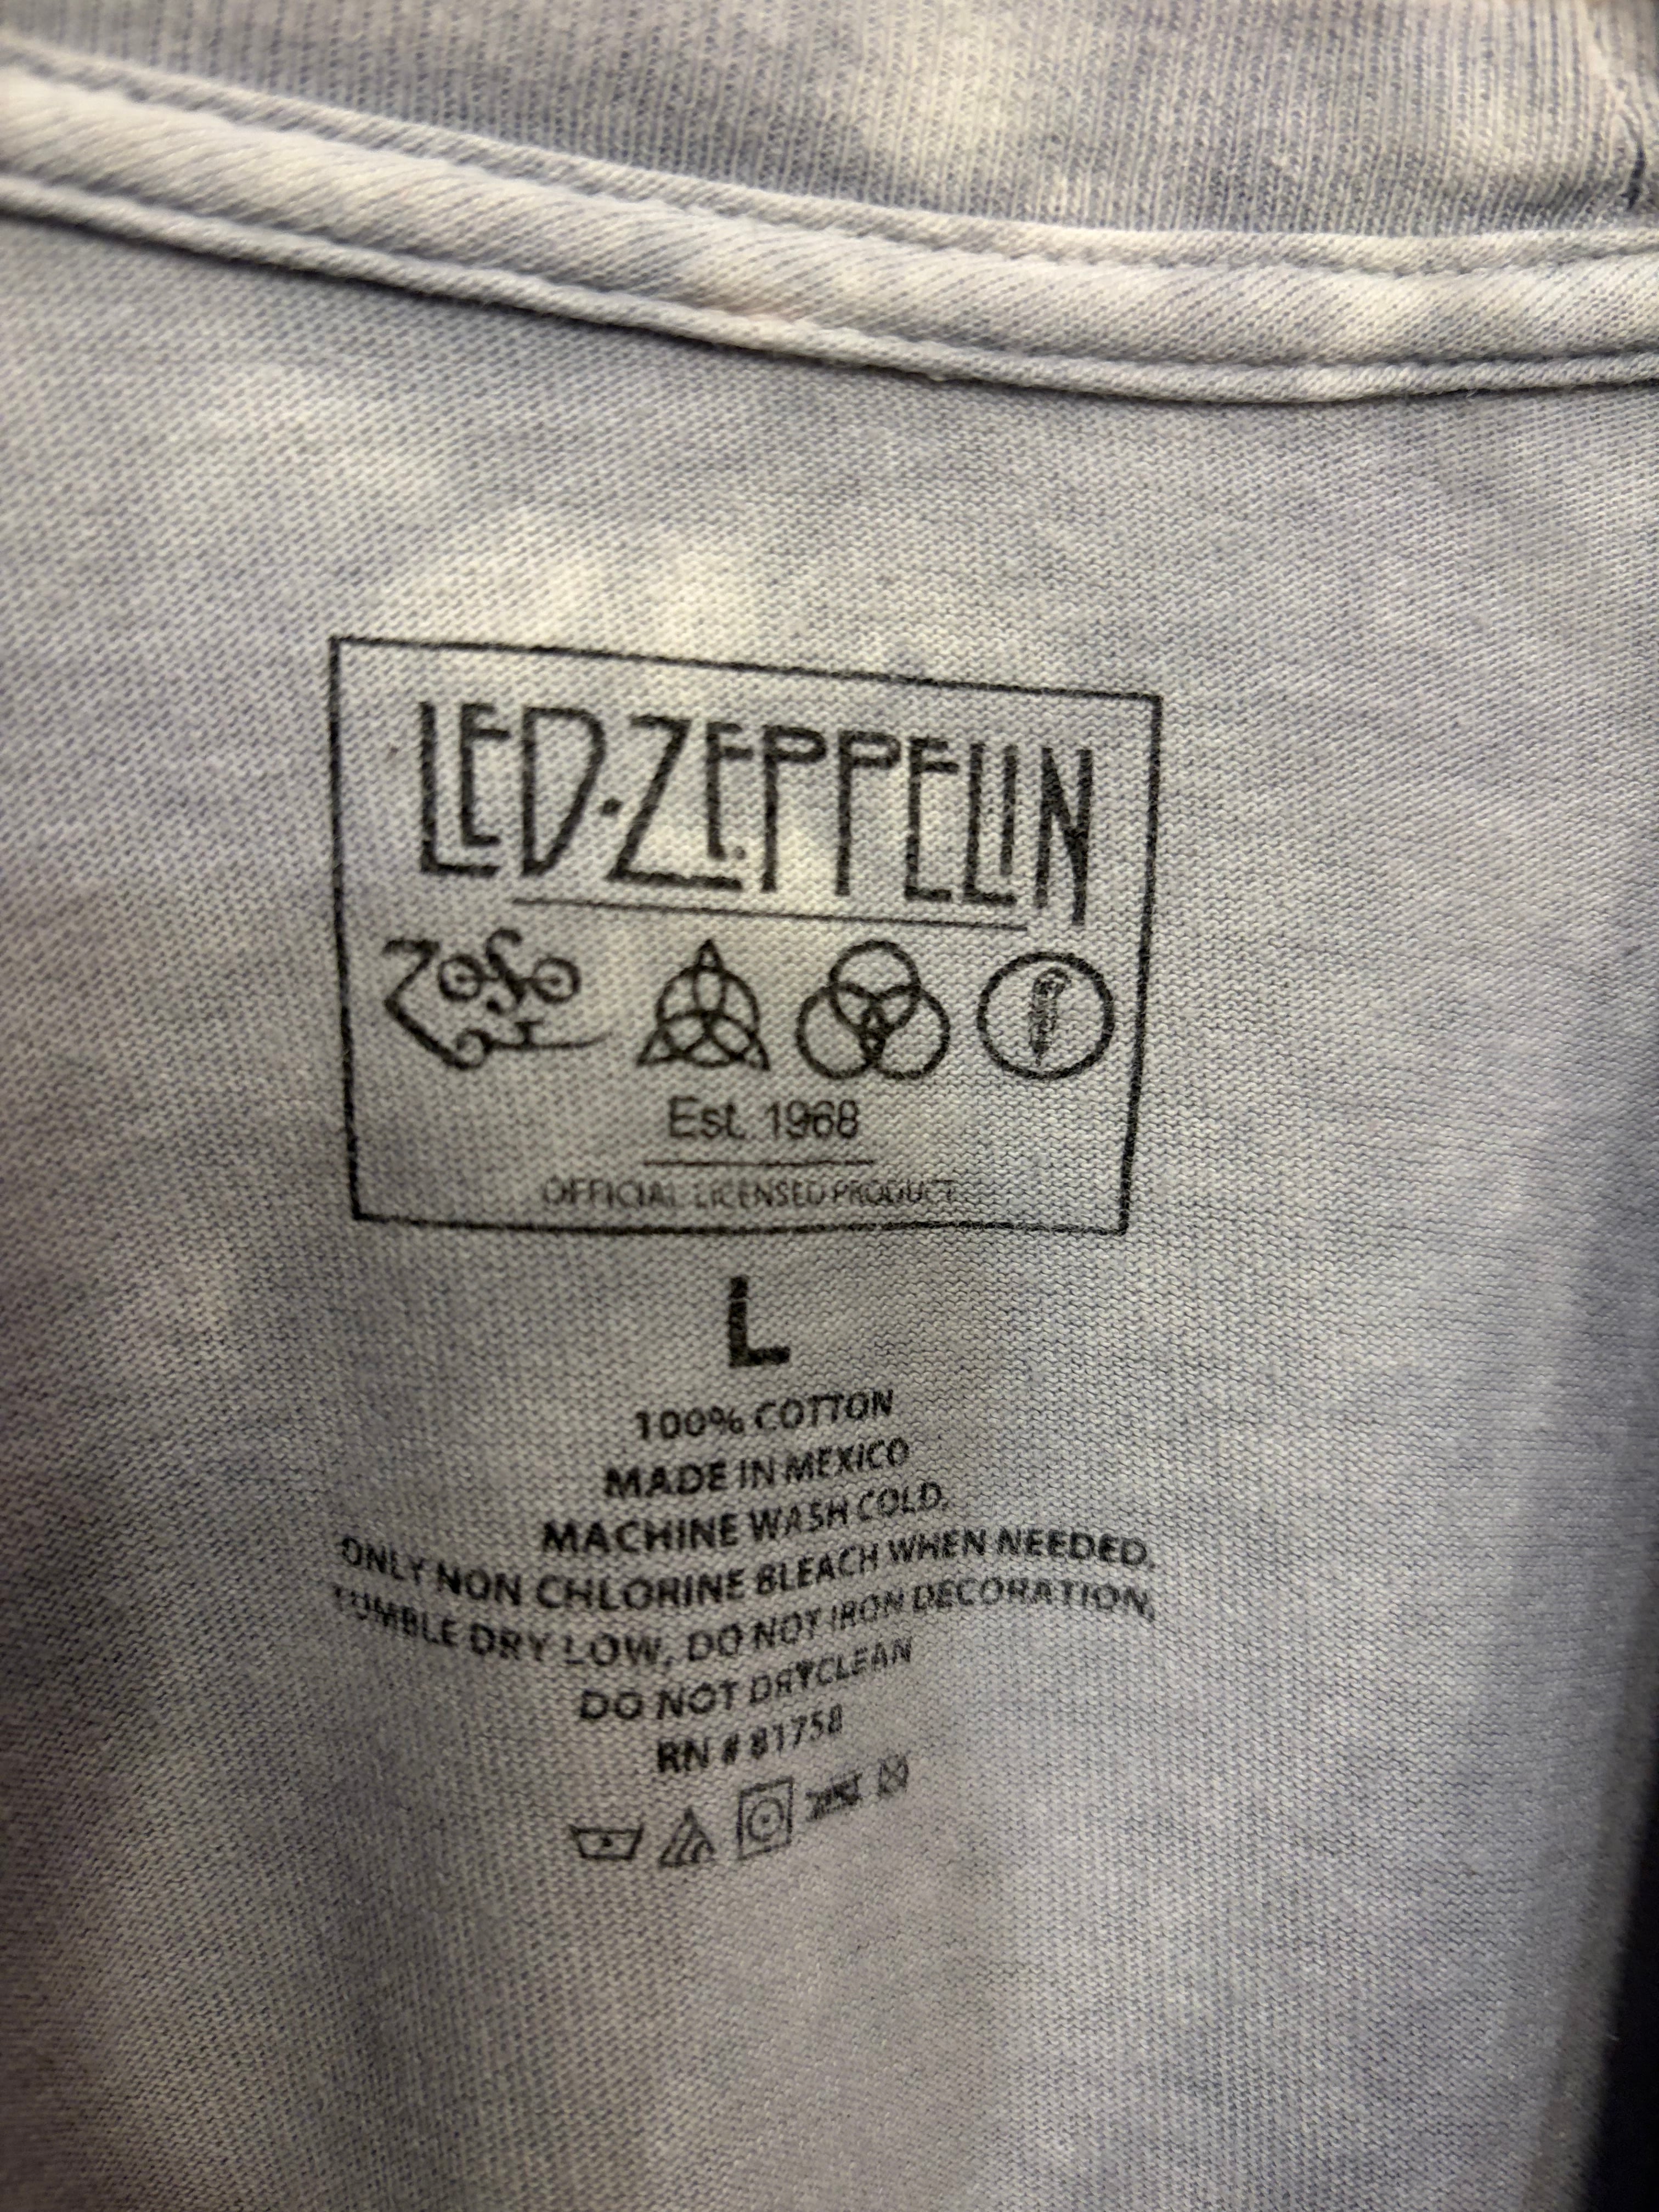 LED·ZEPPELIN
Est. 1968
OFFICIAL LICENSED PRODUCT
L
100% COTTON
MADE IN MEXICO
MACHINE WASH COLD,
ONLY NON CHLORINE BLEACH WHEN NEEDED,
TUMBLE DRY LOW, DO NOT IRON DECORATION,
DO NOT DRYCLEAN
RN # 81758